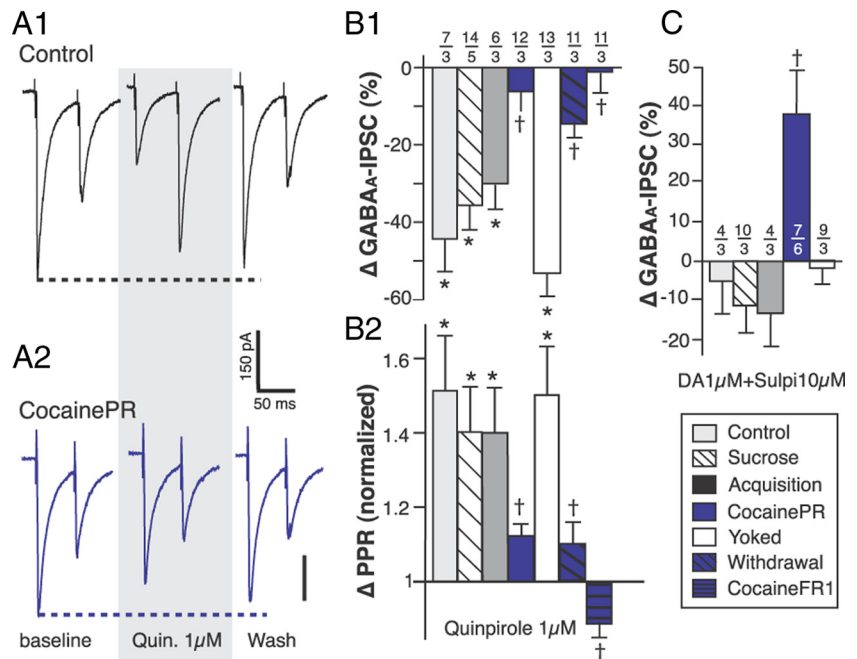 A1
Control
A2
150 pA
50 ms
CocainePR
baseline
Quin. 1µM
Wash
B1
7/3 14/5 6/3 12/3 13/3 11/3 11/3
Δ GABAA-IPSC (%)
0
-20
-40
-60
* * * † * † †
B2
Δ PPR (normalized)
1.6
1.4
1.2
1
* * * † * † †
Quinpirole 1µM
C
Δ GABAA-IPSC (%)
50
40
30
20
10
0
-10
-20
†
4/3 10/3 4/3 7/6 9/3
DA1µM+Sulpi10µM
Control
Sucrose
Acquisition
CocainePR
Yoked
Withdrawal
CocaineFR1